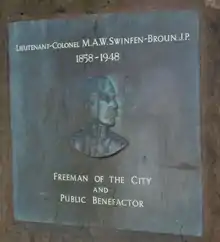 Lieutenant-Colonel M.A.W. Swinfen-Broun. J.P.
1858-1948
Freeman of the City
and
Public Benefactor